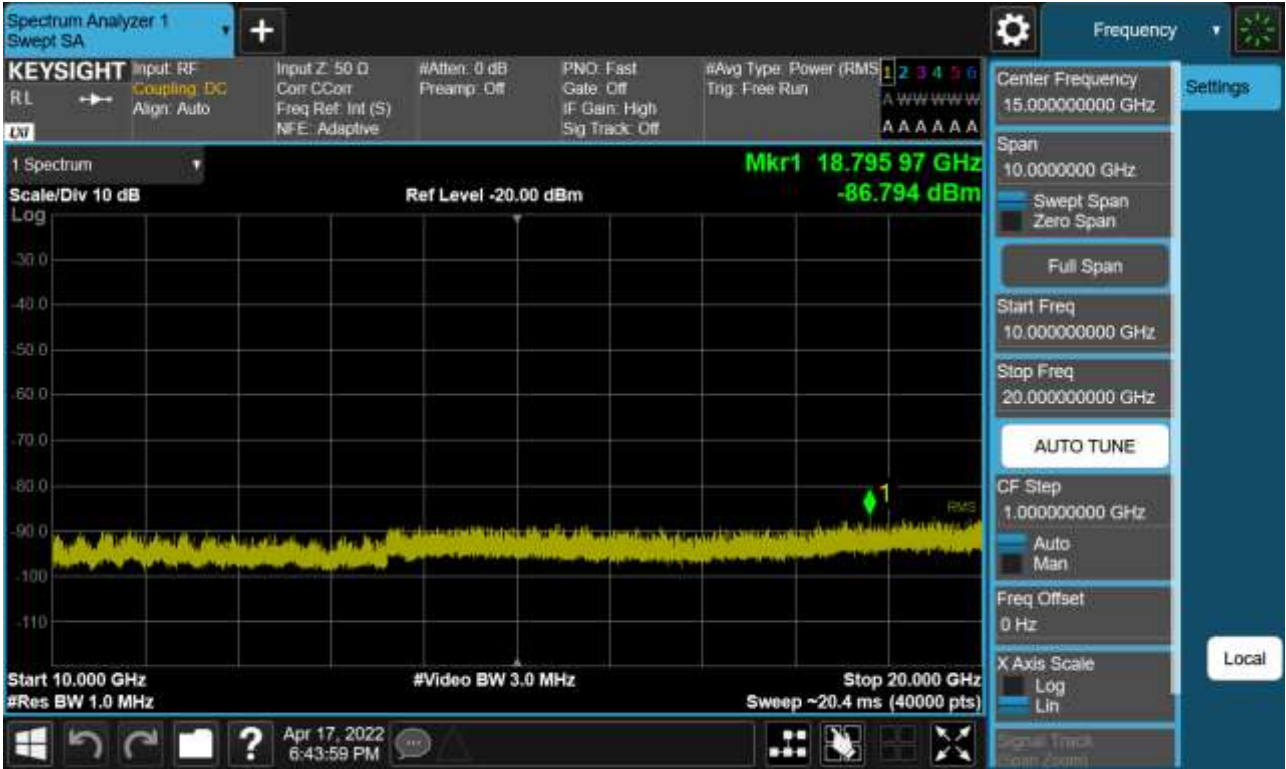 Spectrum Analyzer 1
Swept SA
+
Frequency
KEYSIGHT
RL
Input: RF
Coupling: DC
Align: Auto
Input Z: 50 Ω
Corr CCorr
Freq Ref: Int (S)
NFE: Adaptive
#Atten: 0 dB
Preamp: Off
PNO: Fast
Gate: Off
IF Gain: High
Sig Track: Off
#Avg Type: Power (RMS
Trig: Free Run
1 2 3 4 5 6
A W W W W W
A A A A A A
1 Spectrum
Scale/Div 10 dB
Ref Level -20.00 dBm
Mkr1 18.795 97 GHz
-86.794 dBm
Log
-30.0
-40.0
-50.0
-60.0
-70.0
-80.0
-90.0
-100
-110
1
RMS
Start 10.000 GHz
#Video BW 3.0 MHz
Stop 20.000 GHz
#Res BW 1.0 MHz
Sweep ~20.4 ms (40000 pts)
Center Frequency
15.000000000 GHz
Settings
Span
10.0000000 GHz
Swept Span
Zero Span
Full Span
Start Freq
10.000000000 GHz
Stop Freq
20.000000000 GHz
AUTO TUNE
CF Step
1.000000000 GHz
Auto
Man
Freq Offset
0 Hz
X Axis Scale
Log
Lin
Local
Signal Track
(Span Zoom)
?
Apr 17, 2022
6:43:59 PM